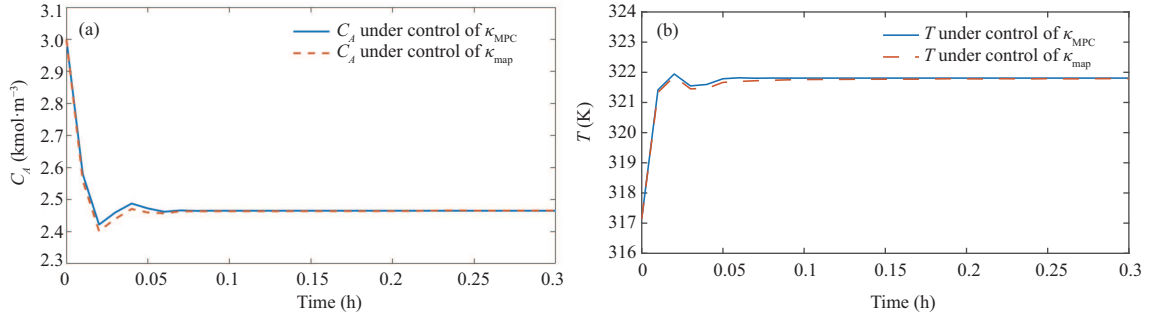 (a)
C_A under control of κ_MPC
C_A under control of κ_map
3.1
3.0
2.9
2.8
2.7
2.6
2.5
2.4
2.3
C_A (kmol·m⁻³)
0 0.05 0.1 0.15 0.2 0.25 0.3
Time (h)
(b)
T under control of κ_MPC
T under control of κ_map
324
323
322
321
320
319
318
317
316
T (K)
0 0.05 0.1 0.15 0.2 0.25 0.3
Time (h)